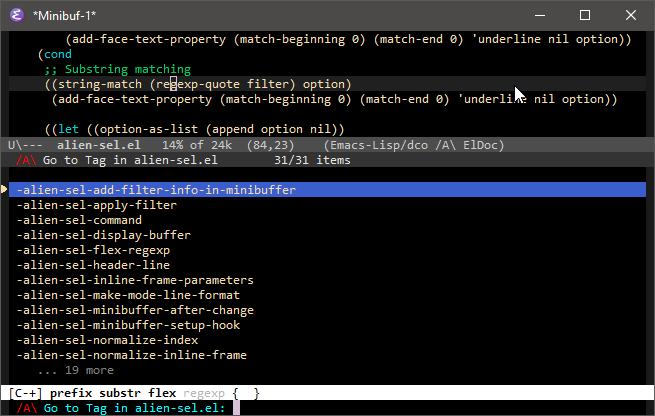 *Minibuf-1*
(add-face-text-property (match-beginning 0) (match-end 0) 'underline nil option))
(cond
;; Substring matching
((string-match (regexp-quote filter) option)
(add-face-text-property (match-beginning 0) (match-end 0) 'underline nil option))
((let ((option-as-list (append option nil))
U\--- alien-sel.el 14% of 24k (84,23) (Emacs-Lisp/dco /A\ ElDoc)
/A\ Go to Tag in alien-sel.el 31/31 items
-alien-sel-add-filter-info-in-minibuffer
-alien-sel-apply-filter
-alien-sel-command
-alien-sel-display-buffer
-alien-sel-flex-regexp
-alien-sel-header-line
-alien-sel-inline-frame-parameters
-alien-sel-make-mode-line-format
-alien-sel-minibuffer-after-change
-alien-sel-minibuffer-setup-hook
-alien-sel-normalize-index
-alien-sel-normalize-inline-frame
... 19 more
[C-+] prefix substr flex regexp { }
/A\ Go to Tag in alien-sel.el: